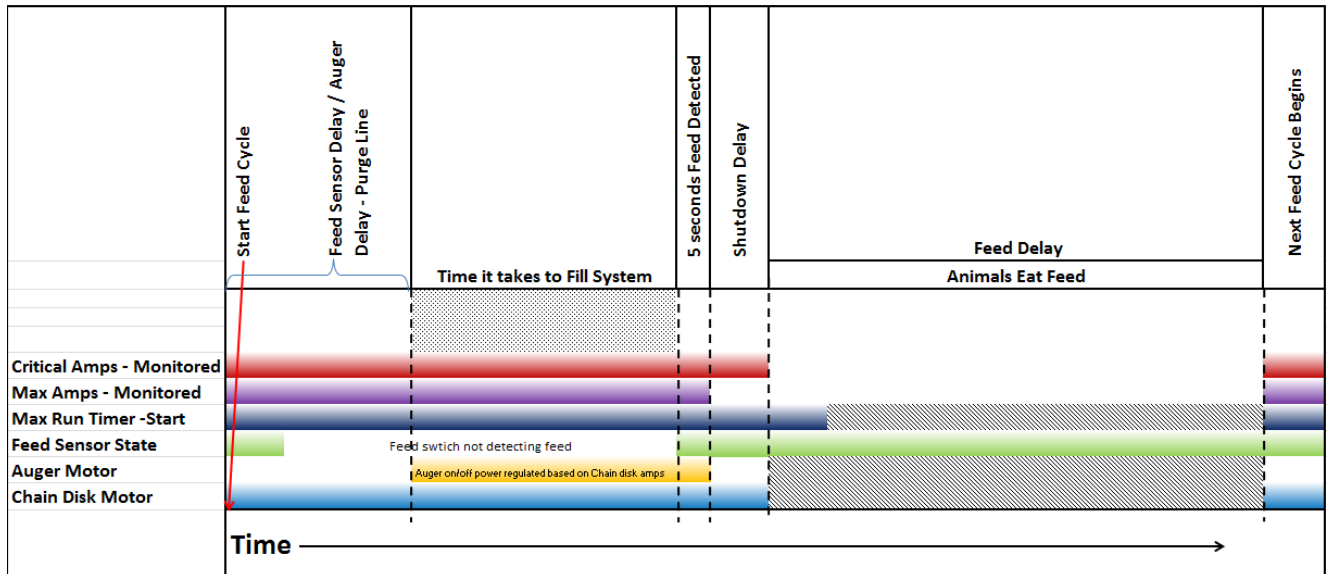 Start Feed Cycle
Feed Sensor Delay / Auger
Delay - Purge Line
Time it takes to Fill System
5 seconds Feed Detected
Shutdown Delay
Feed Delay
Animals Eat Feed
Next Feed Cycle Begins
Critical Amps - Monitored
Max Amps - Monitored
Max Run Timer -Start
Feed Sensor State
Feed swtich not detecting feed
Auger Motor
Auger on/off power regulated based on Chain disk amps
Chain Disk Motor
Time